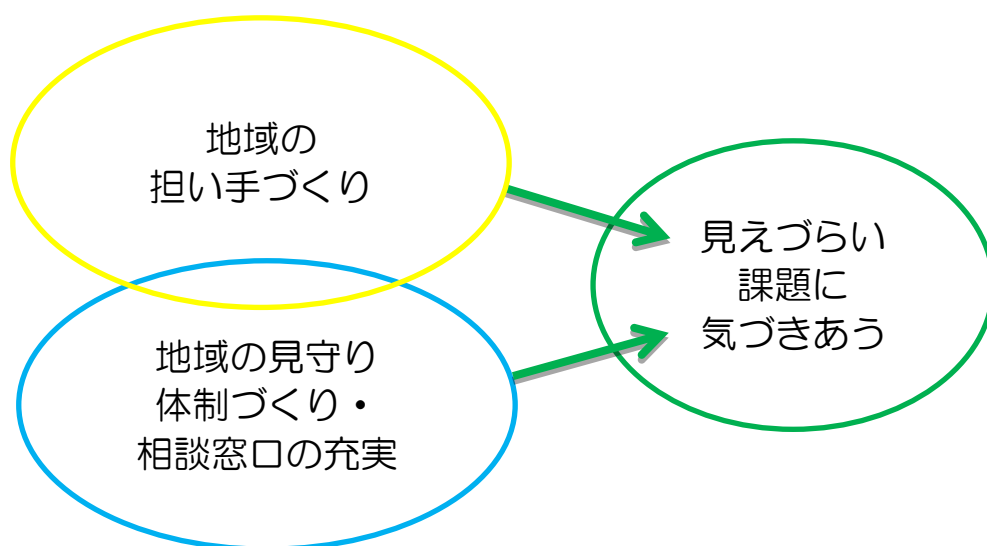 地域の
担い手づくり
見えづらい
課題に
気づきあう
地域の見守り
体制づくり・
相談窓口の充実